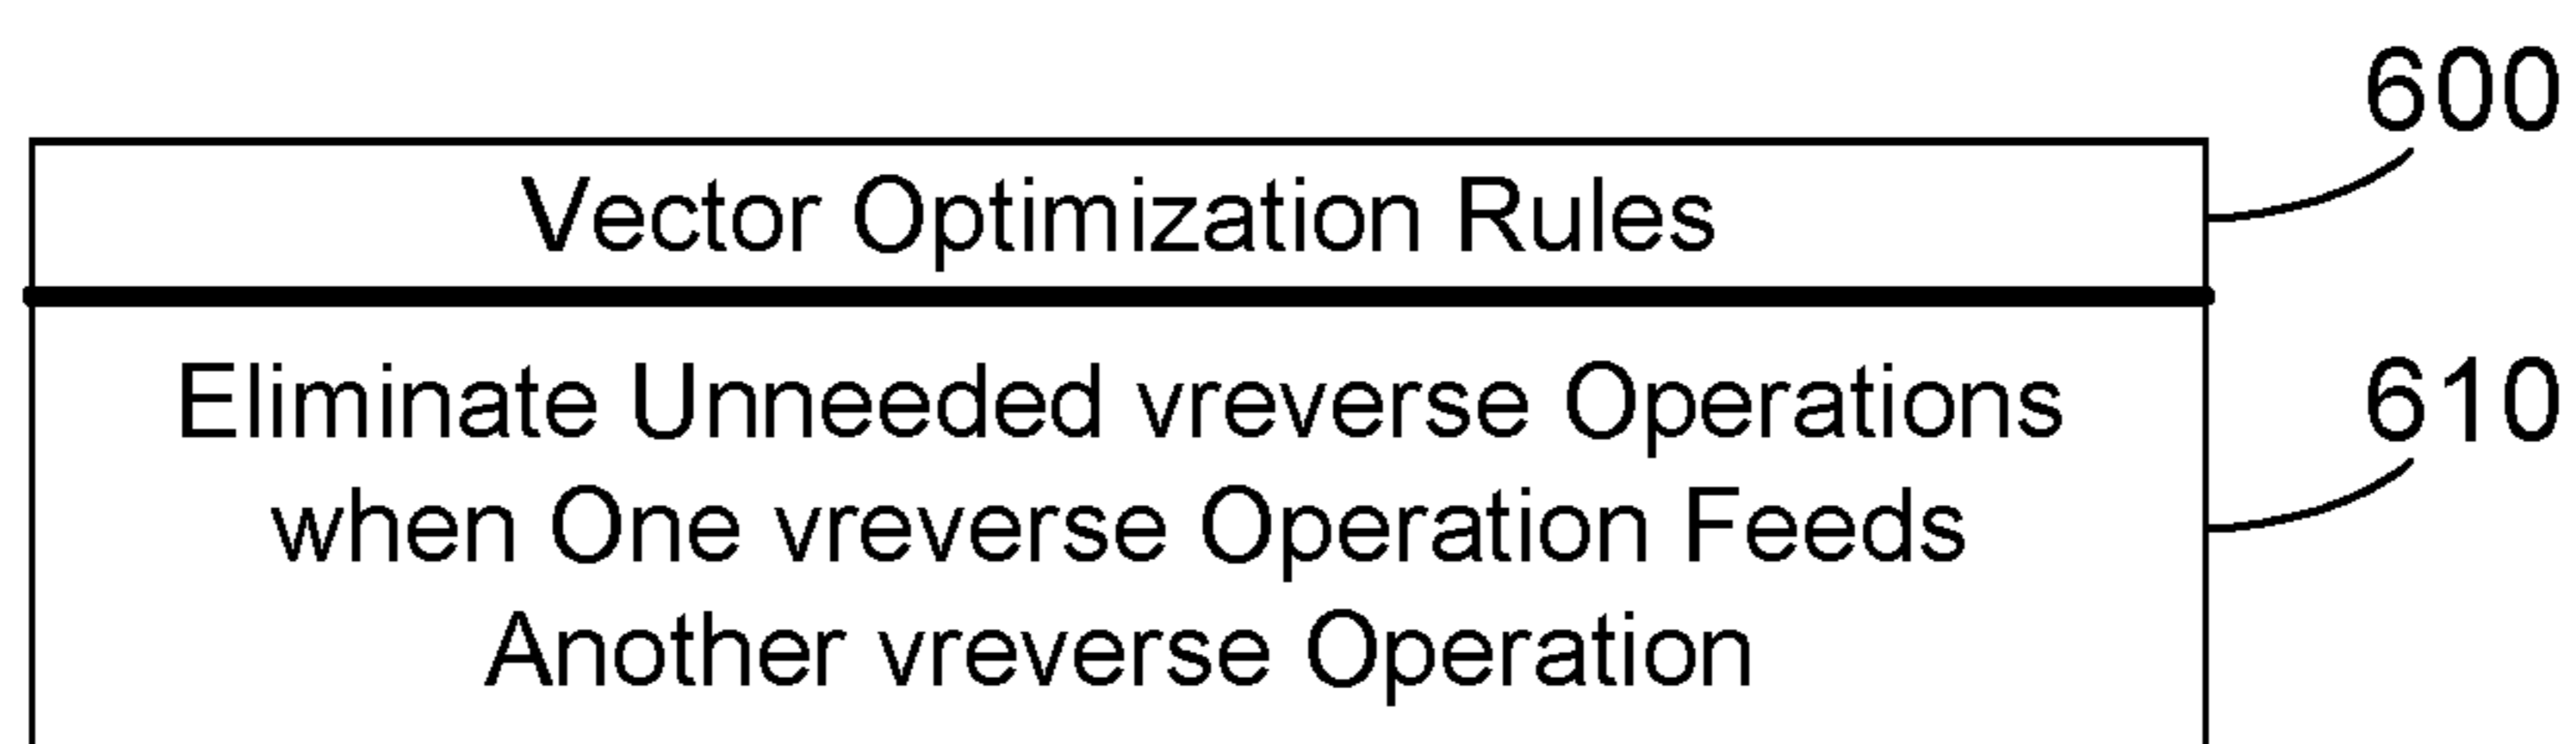 600
Vector Optimization Rules
Eliminate Unneeded vreverse Operations
610
when One vreverse Operation Feeds
Another vreverse Operation